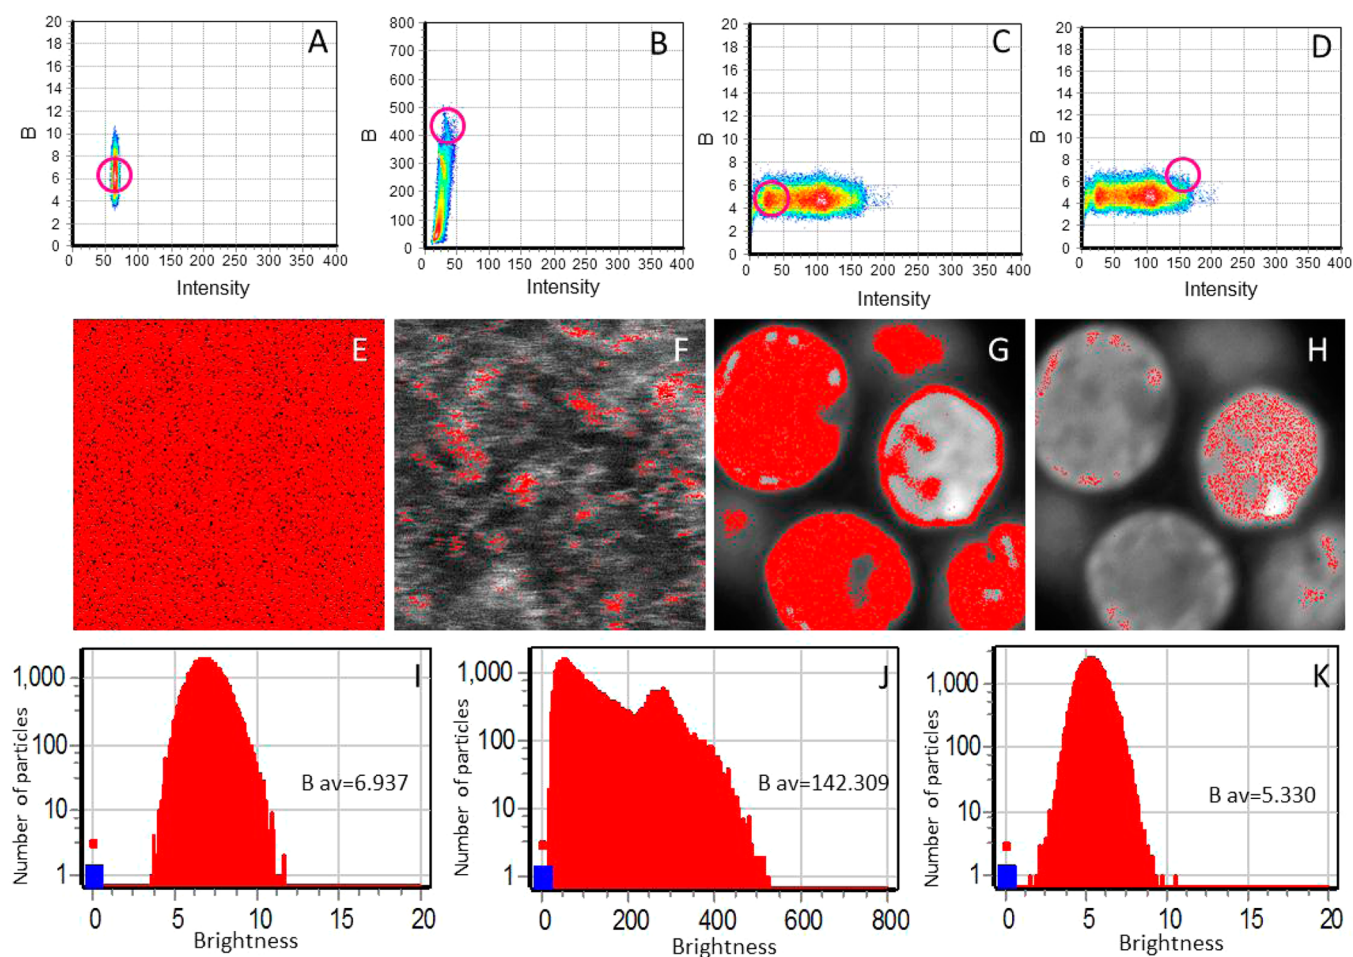 A
B
20
18
16
14
12
10
8
6
4
2
0
0 50 100 150 200 250 300 350 400
Intensity
B
B
800
700
600
500
400
300
200
100
0
0 50 100 150 200 250 300 350 400
Intensity
C
B
20
18
16
14
12
10
8
6
4
2
0
0 50 100 150 200 250 300 350 400
Intensity
D
B
20
18
16
14
12
10
8
6
4
2
0
0 50 100 150 200 250 300 350 400
Intensity
E
F
G
H
I
Number of particles
1,000
100
10
1
B av=6.937
0 5 10 15 20
Brightness
J
Number of particles
1,000
100
10
1
B av=142.309
0 200 400 600 800
Brightness
K
Number of particles
1,000
100
10
1
B av=5.330
0 5 10 15 20
Brightness